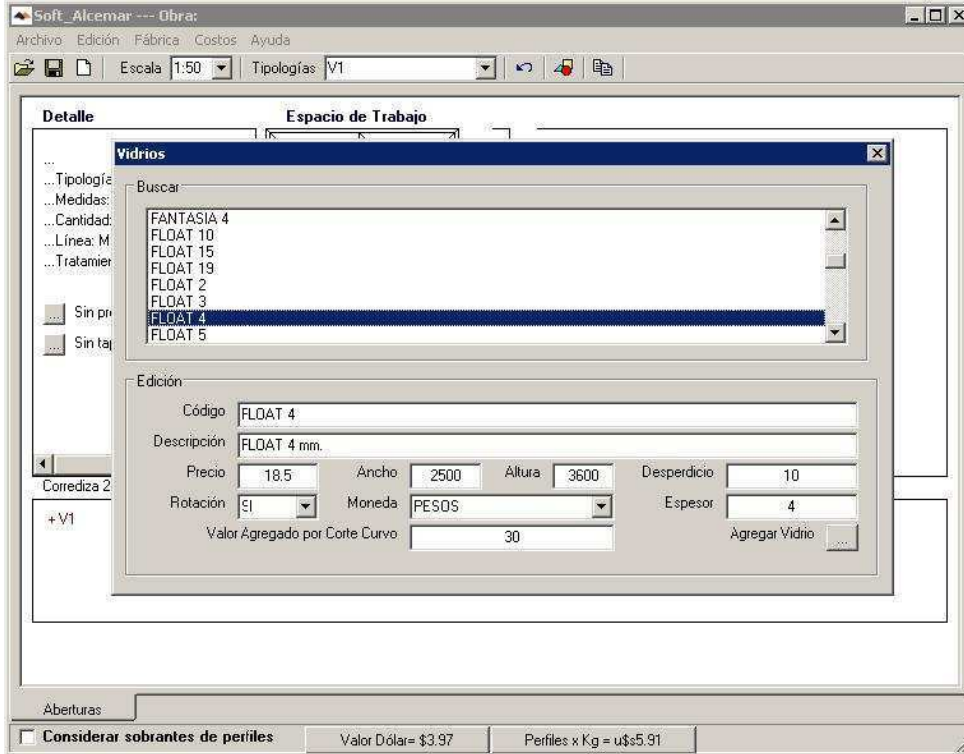 Soft_Alcemar --- Obra:
Archivo Edición Fábrica Costos Ayuda
Escala 1:50 Tipologías V1
Detalle Espacio de Trabajo
...
...Tipología
...Medidas:
...Cantidad:
...Línea: M
...Tratamier
... Sin pre
... Sin tap
Vidrios
Buscar
FANTASIA 4
FLOAT 10
FLOAT 15
FLOAT 19
FLOAT 2
FLOAT 3
FLOAT 4
FLOAT 5
Edición
Código FLOAT 4
Descripción FLOAT 4 mm.
Precio 18.5 Ancho 2500 Altura 3600 Desperdicio 10
Rotación SI Moneda PESOS Espesor 4
Valor Agregado por Corte Curvo 30 Agregar Vidrio ...
Corrediza 2
+ V1
Aberturas
Considerar sobrantes de perfiles Valor Dólar= $3.97 Perfiles x Kg = u$s5.91